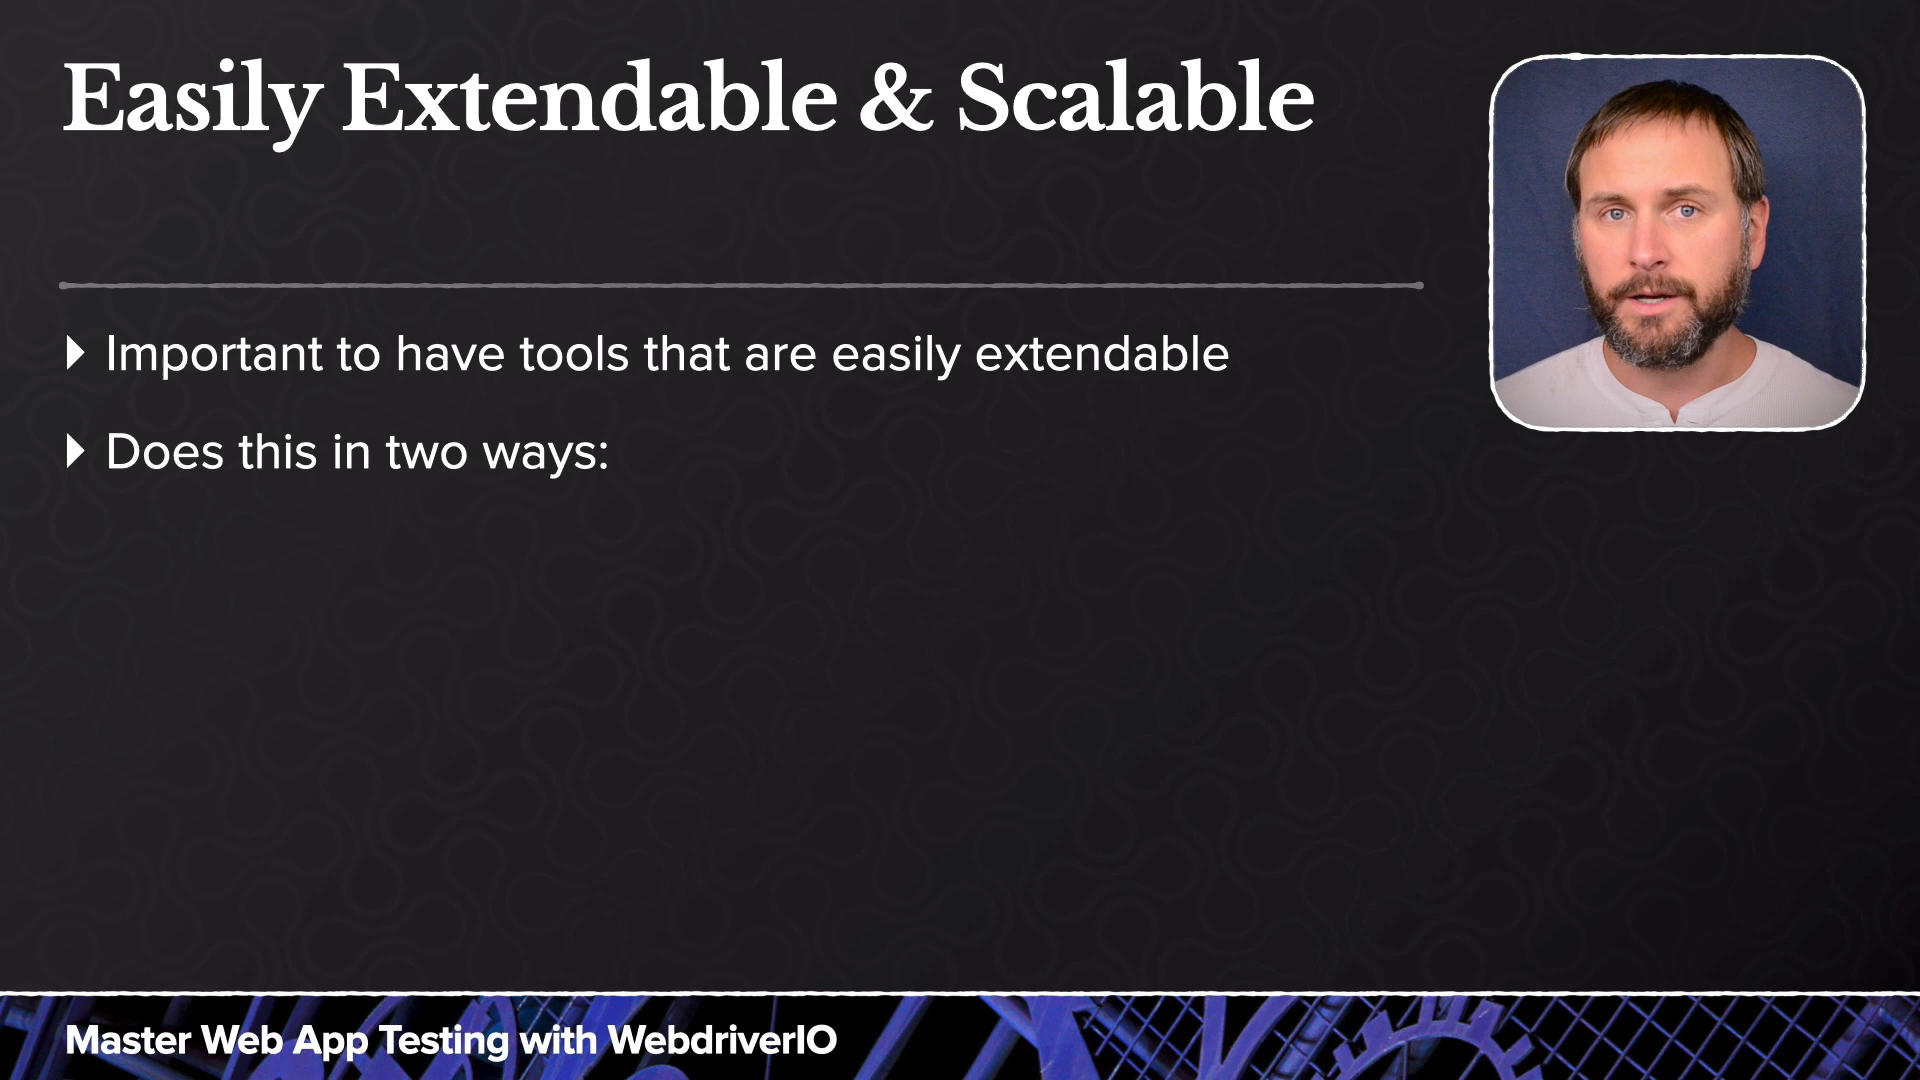 Easily Extendable & Scalable
Important to have tools that are easily extendable
Does this in two ways:
Master Web App Testing with WebdriverIO